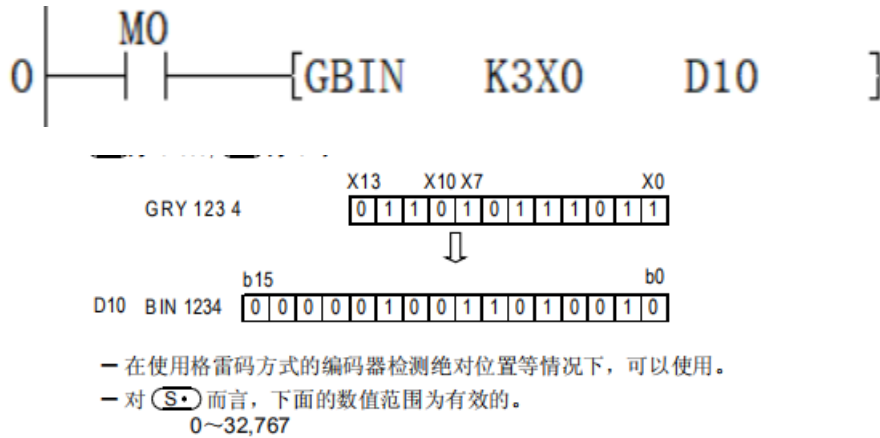 M0
0 [GBIN K3X0 D10 ]
X13 X10 X7 X0
GRY 123 4 0 1 1 0 1 0 1 1 1 0 1 1
b15 b0
D10 BIN 1234 0 0 0 0 0 1 0 0 1 1 0 1 0 0 1 0
— 在使用格雷码方式的编码器检测绝对位置等情况下，可以使用。
— 对 S• 而言，下面的数值范围为有效的。
0～32,767